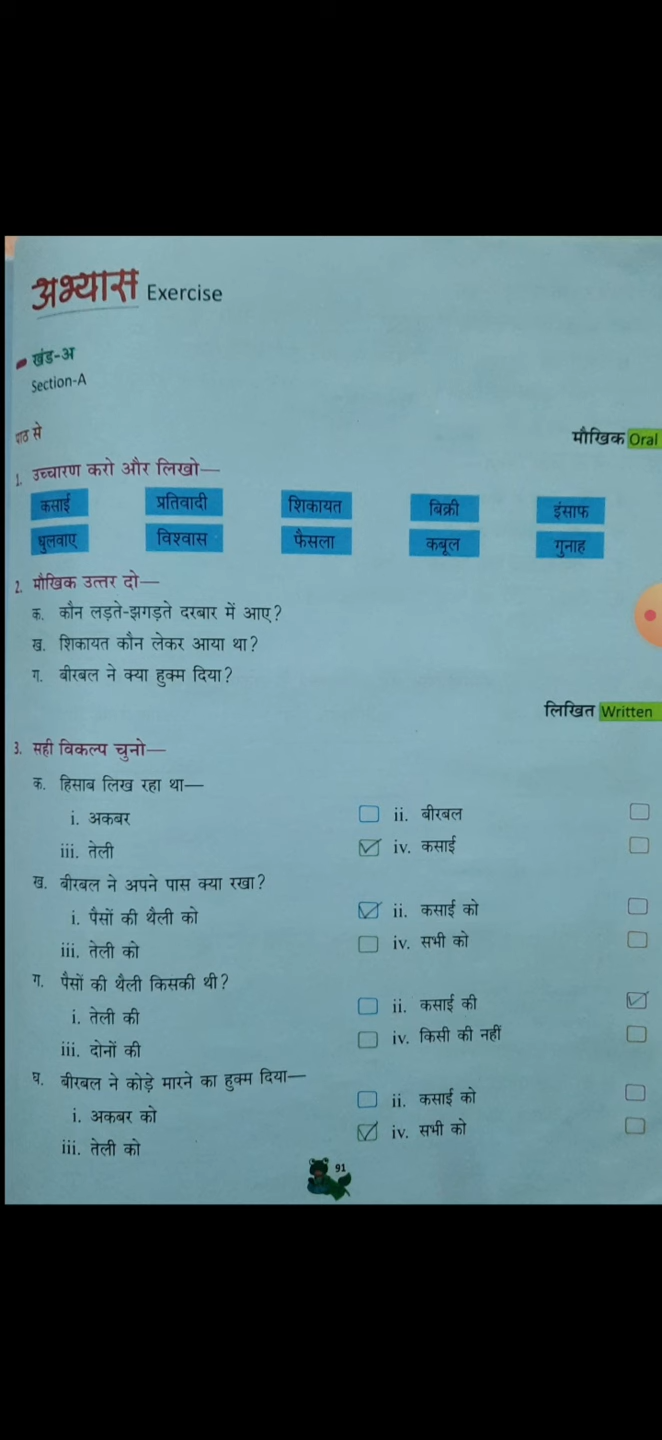 अभ्यास Exercise
खंड-अ
Section-A
पाठ से
मौखिक Oral
1. उच्चारण करो और लिखो—
कसाई प्रतिवादी शिकायत बिक्री इंसाफ
धुलवाए विश्वास फैसला कबूल गुनाह
2. मौखिक उत्तर दो—
क. कौन लड़ते-झगड़ते दरबार में आए?
ख. शिकायत कौन लेकर आया था?
ग. बीरबल ने क्या हुक्म दिया?
लिखित Written
3. सही विकल्प चुनो—
क. हिसाब लिख रहा था—
i. अकबर ii. बीरबल
iii. तेली iv. कसाई
ख. बीरबल ने अपने पास क्या रखा?
i. पैसों की थैली को ii. कसाई को
iii. तेली को iv. सभी को
ग. पैसों की थैली किसकी थी?
i. तेली की ii. कसाई की
iii. दोनों की iv. किसी की नहीं
घ. बीरबल ने कोड़े मारने का हुक्म दिया—
i. अकबर को ii. कसाई को
iii. तेली को iv. सभी को
91